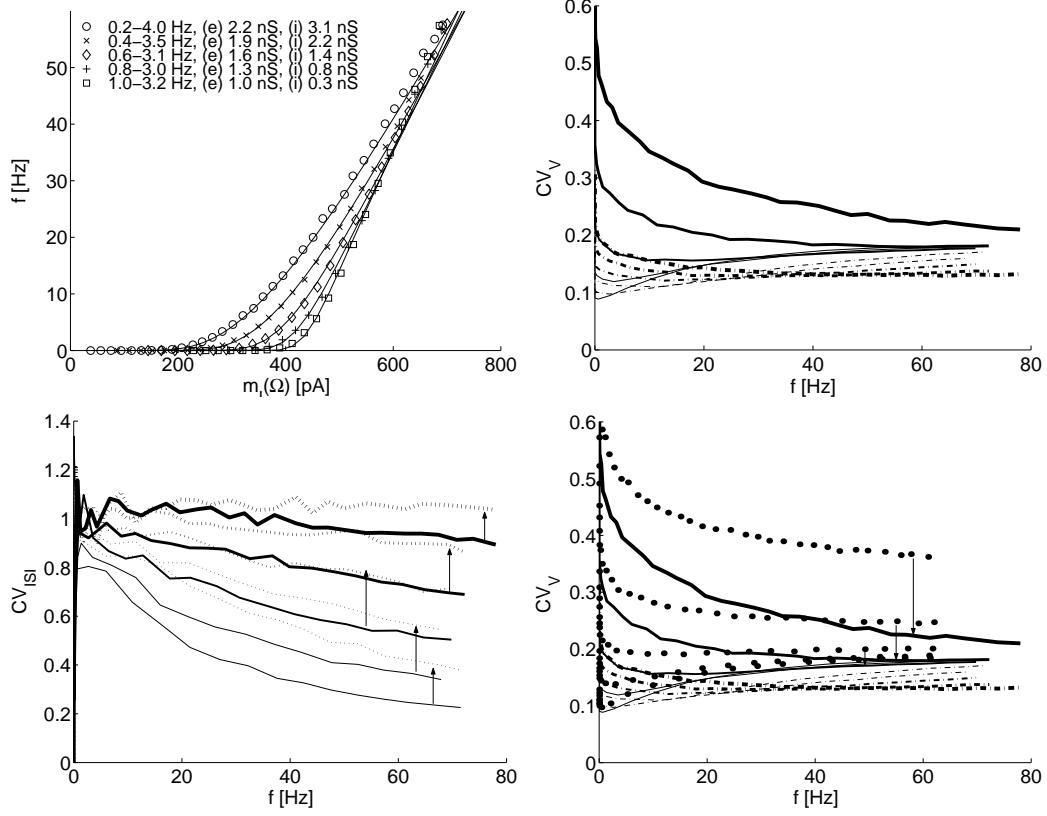 0.2–4.0 Hz, (e) 2.2 nS, (i) 3.1 nS
0.4–3.5 Hz, (e) 1.9 nS, (i) 2.2 nS
0.6–3.1 Hz, (e) 1.6 nS, (i) 1.4 nS
0.8–3.0 Hz, (e) 1.3 nS, (i) 0.8 nS
1.0–3.2 Hz, (e) 1.0 nS, (i) 0.3 nS
50
40
30
20
10
0
f [Hz]
0 200 400 600 800
m_I(Ω) [pA]
0.6
0.5
0.4
0.3
0.2
0.1
0
CV_V
0 20 40 60 80
f [Hz]
1.4
1.2
1
0.8
0.6
0.4
0.2
0
CV_ISI
0 20 40 60 80
f [Hz]
0.6
0.5
0.4
0.3
0.2
0.1
0
CV_V
0 20 40 60 80
f [Hz]